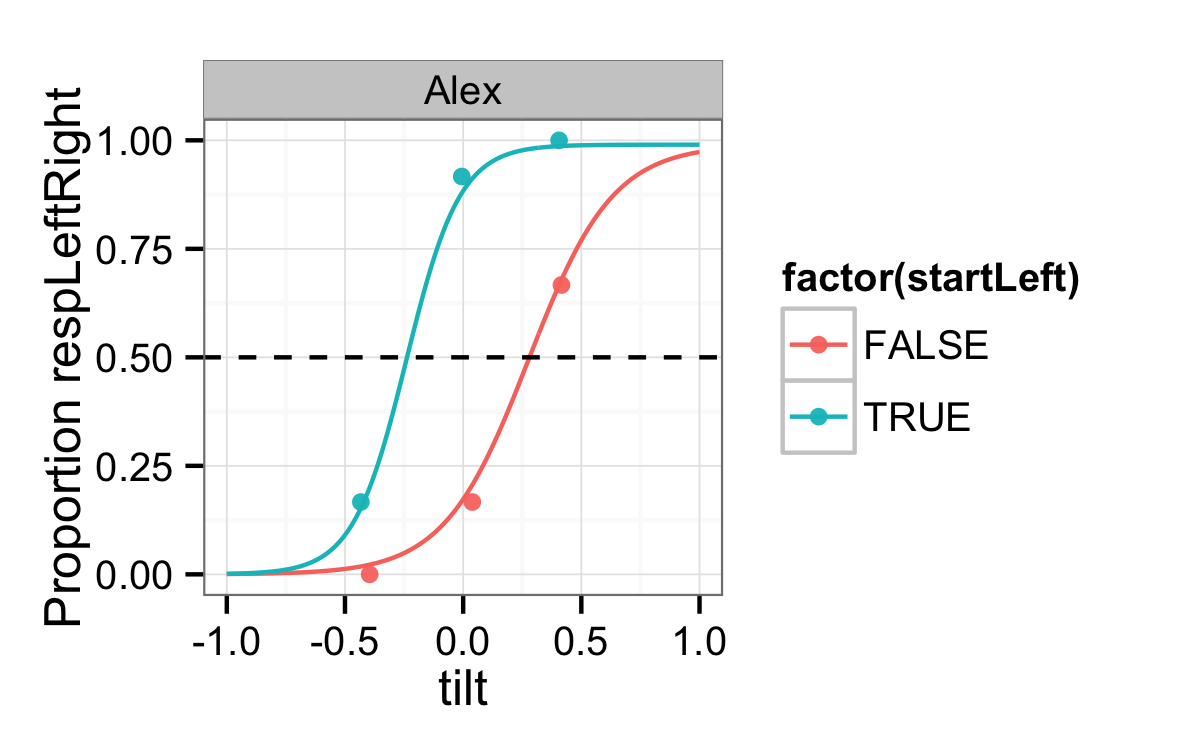 Alex
Proportion respLeftRight
1.00
0.75
0.50
0.25
0.00
-1.0 -0.5 0.0 0.5 1.0
tilt
factor(startLeft)
FALSE
TRUE